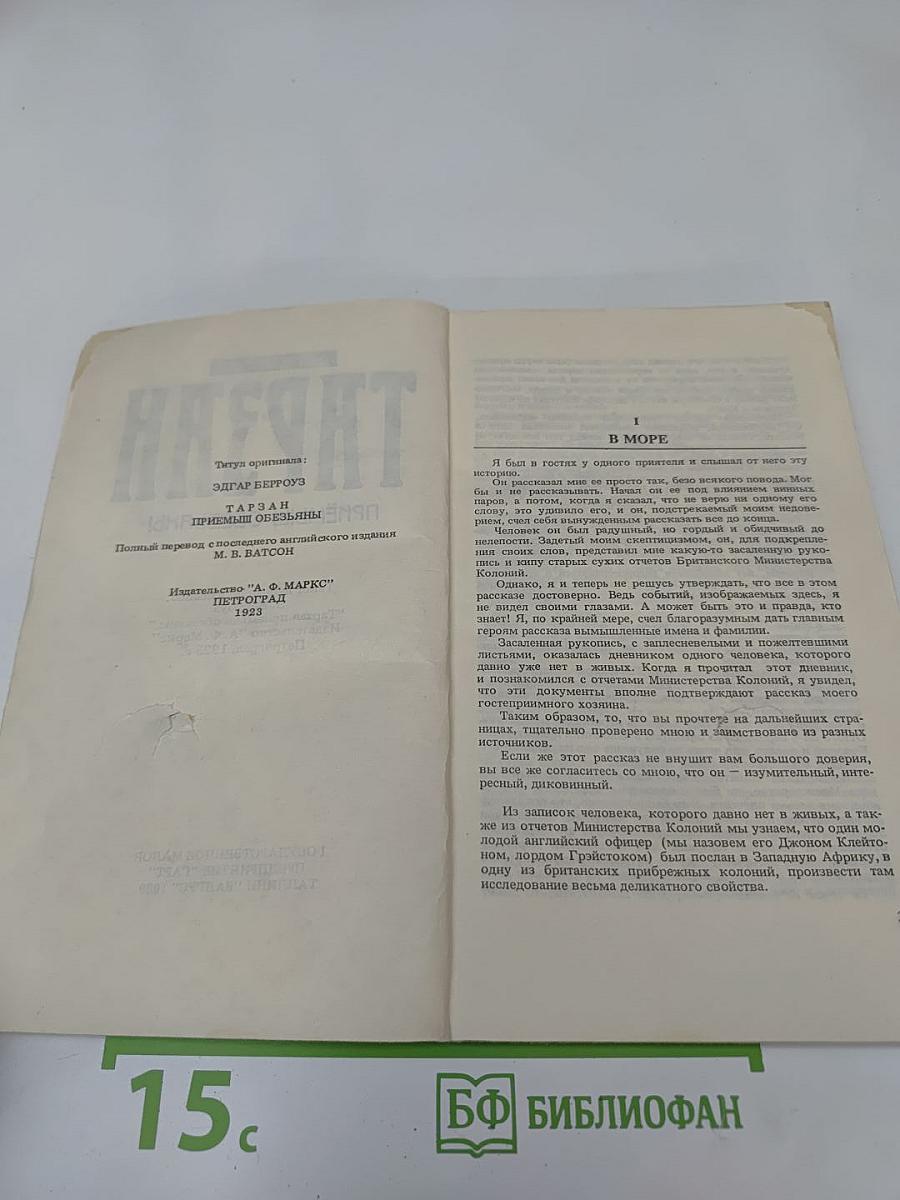 Титул оригинала:
ЭДГАР БЕРРОУЗ
ТАРЗАН
ПРИЕМЫШ ОБЕЗЬЯНЫ
Полный перевод с последнего английского издания
М. В. ВАТСОН
Издательство "А. Ф. МАРКС"
ПЕТРОГРАД
1923
I
В МОРЕ
Я был в гостях у одного приятеля и слышал от него эту
историю.
Он рассказал мне ее просто так, безо всякого повода. Мог
бы и не рассказывать. Начал он ее под влиянием винных
паров, а потом, когда я сказал, что не верю ни одному его
слову, это удивило его, и он, подстрекаемый моим недове-
рием, счел себя вынужденным рассказать все до конца.
Человек он был радушный, но гордый и обидчивый до
нелепости. Задетый моим скептицизмом, он, для подкрепле-
ния своих слов, представил мне какую-то засаленную руко-
пись и кипу старых сухих отчетов Британского Министерства
Колоний.
Однако, я и теперь не решусь утверждать, что все в этом
рассказе достоверно. Ведь событий, изображаемых здесь, я
не видел своими глазами. А может быть это и правда, кто
знает! Я, по крайней мере, счел благоразумным дать главным
героям рассказа вымышленные имена и фамилии.
Засаленная рукопись, с заплесневелыми и пожелтевшими
листьями, оказалась дневником одного человека, которого
давно уже нет в живых. Когда я прочитал этот дневник,
и познакомился с отчетами Министерства Колоний, я увидел,
что эти документы вполне подтверждают рассказ моего
гостеприимного хозяина.
Таким образом, то, что вы прочтете на дальнейших стра-
ницах, тщательно проверено мною и заимствовано из разных
источников.
Если же этот рассказ не внушит вам большого доверия,
вы все же согласитесь со мною, что он — изумительный, инте-
ресный, диковинный.
Из записок человека, которого давно нет в живых, а так-
же из отчетов Министерства Колоний мы узнаем, что один мо-
лодой английский офицер (мы назовем его Джоном Клейто-
ном, лордом Грэйстоком) был послан в Западную Африку, в
одну из британских прибрежных колоний, произвести там
исследование весьма деликатного свойства.
15 с
БФ БИБЛИОФАН